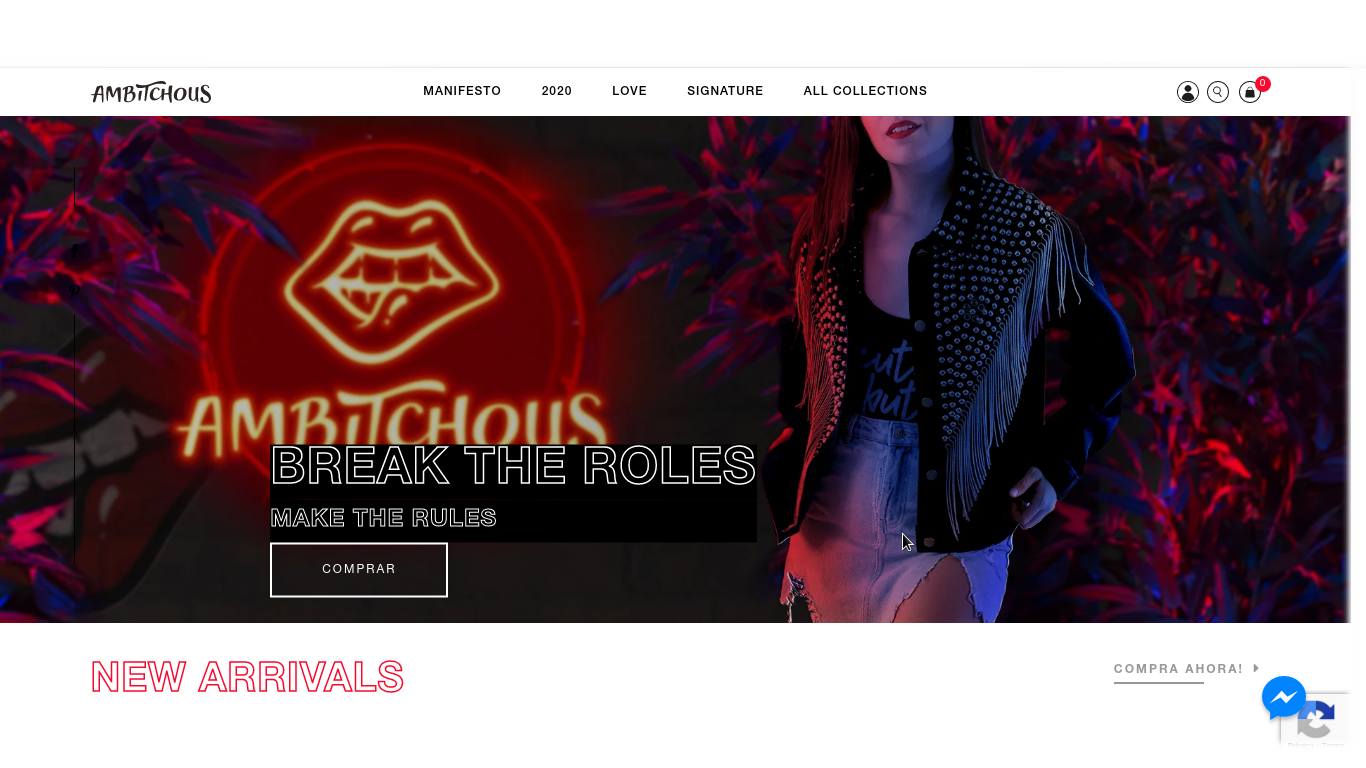 AMBiTCHOUS
MANIFESTO 2020 LOVE SIGNATURE ALL COLLECTIONS
0
AMBiTCHOUS
BREAK THE ROLES
MAKE THE RULES
COMPRAR
NEW ARRIVALS
COMPRA AHORA!
Privacy - Terms